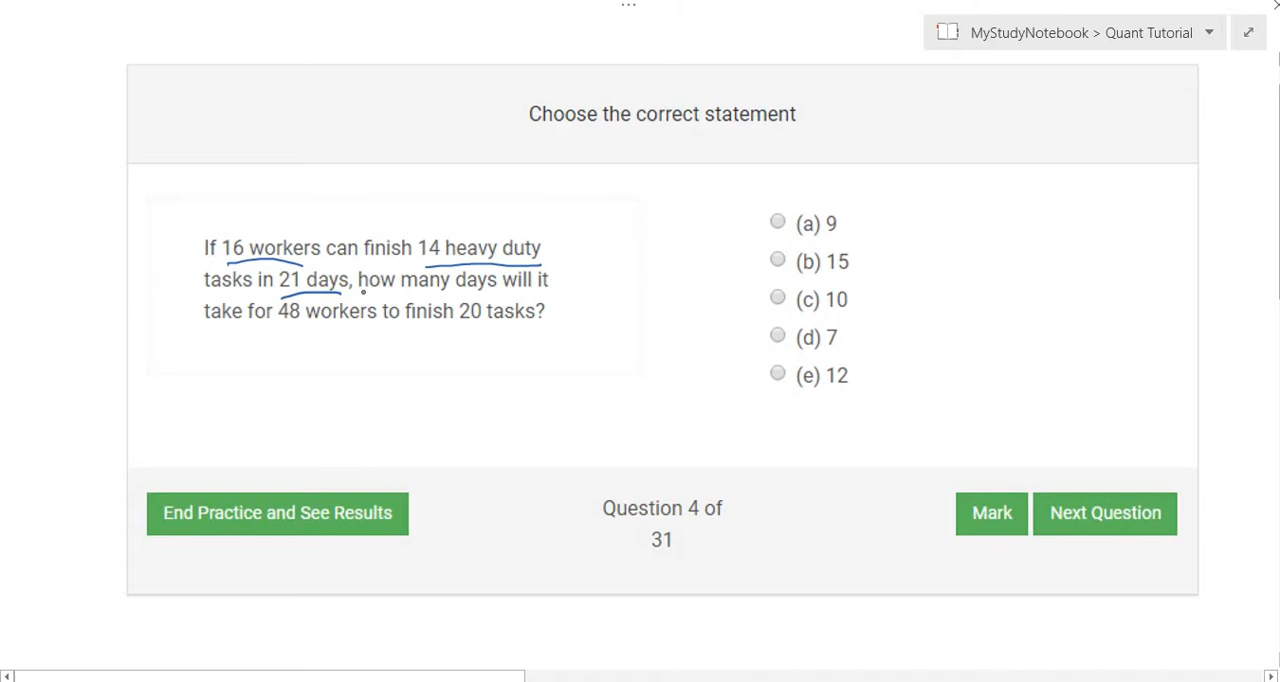 ...
MyStudyNotebook > Quant Tutorial
Choose the correct statement
If 16 workers can finish 14 heavy duty
tasks in 21 days, how many days will it
take for 48 workers to finish 20 tasks?
(a) 9
(b) 15
(c) 10
(d) 7
(e) 12
End Practice and See Results
Question 4 of
31
Mark
Next Question